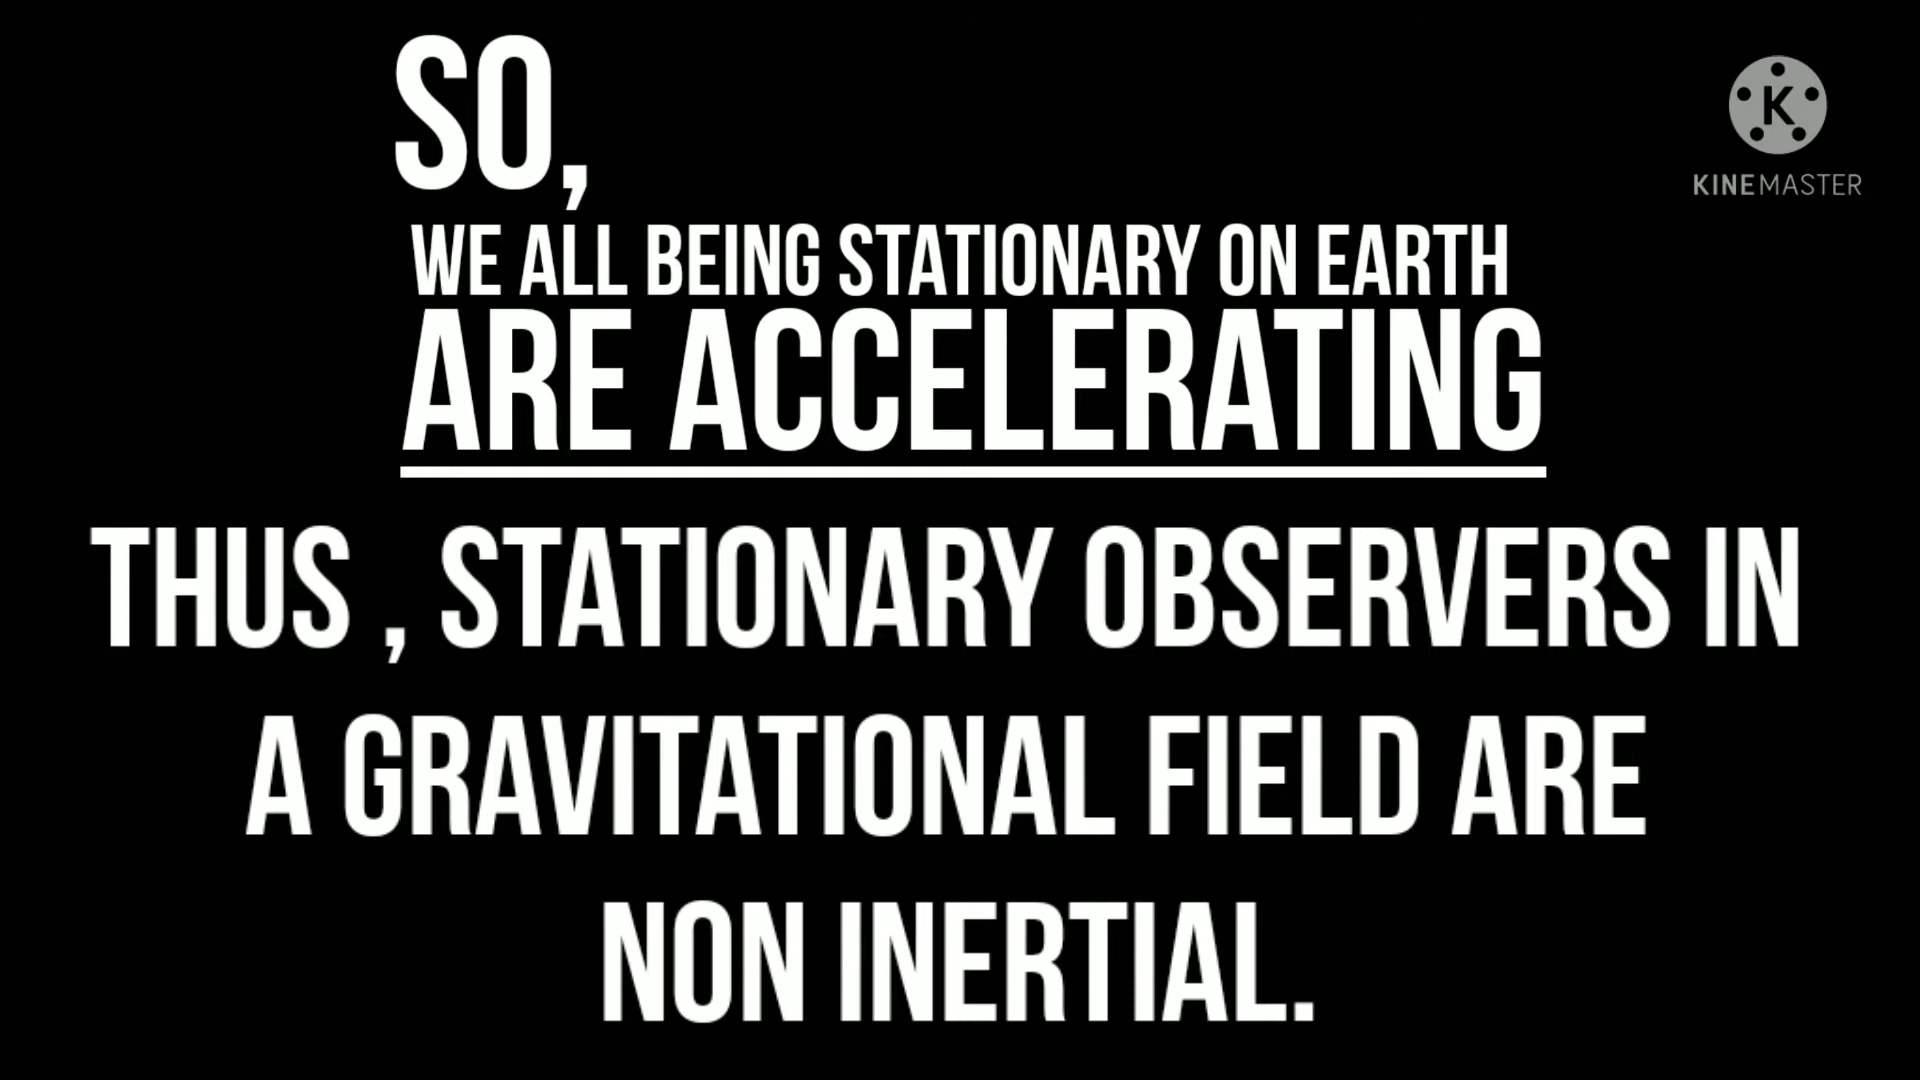 SO,
WE ALL BEING STATIONARY ON EARTH
ARE ACCELERATING
THUS , STATIONARY OBSERVERS IN
A GRAVITATIONAL FIELD ARE
NON INERTIAL.
K
KINEMASTER